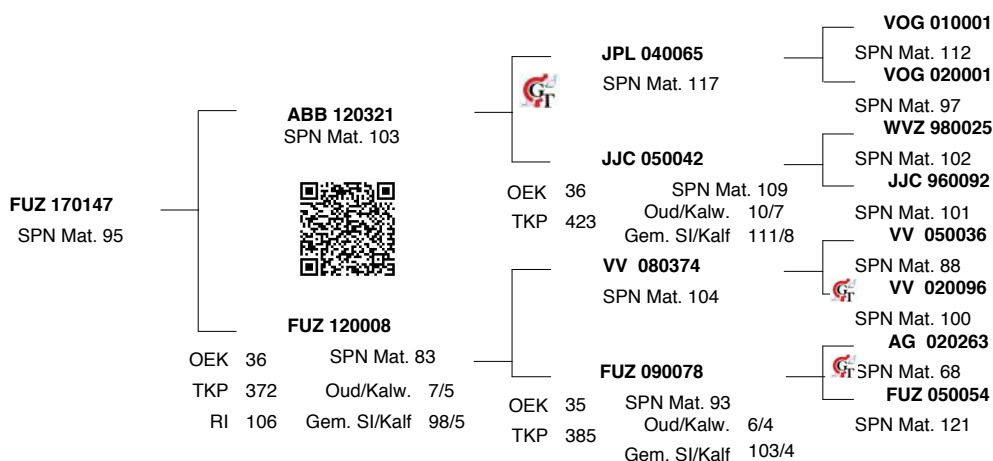 FUZ 170147
SPN Mat. 95
ABB 120321
SPN Mat. 103
FUZ 120008
OEK 36 SPN Mat. 83
TKP 372 Oud/Kalw. 7/5
RI 106 Gem. SI/Kalf 98/5
GT
JPL 040065
SPN Mat. 117
JJC 050042
OEK 36 SPN Mat. 109
TKP 423 Oud/Kalw. 10/7
Gem. SI/Kalf 111/8
VV 080374
SPN Mat. 104
FUZ 090078
OEK 35 SPN Mat. 93
TKP 385 Oud/Kalw. 6/4
Gem. SI/Kalf 103/4
VOG 010001
SPN Mat. 112
VOG 020001
SPN Mat. 97
WVZ 980025
SPN Mat. 102
JJC 960092
SPN Mat. 101
VV 050036
SPN Mat. 88
GT VV 020096
SPN Mat. 100
AG 020263
GT SPN Mat. 68
FUZ 050054
SPN Mat. 121